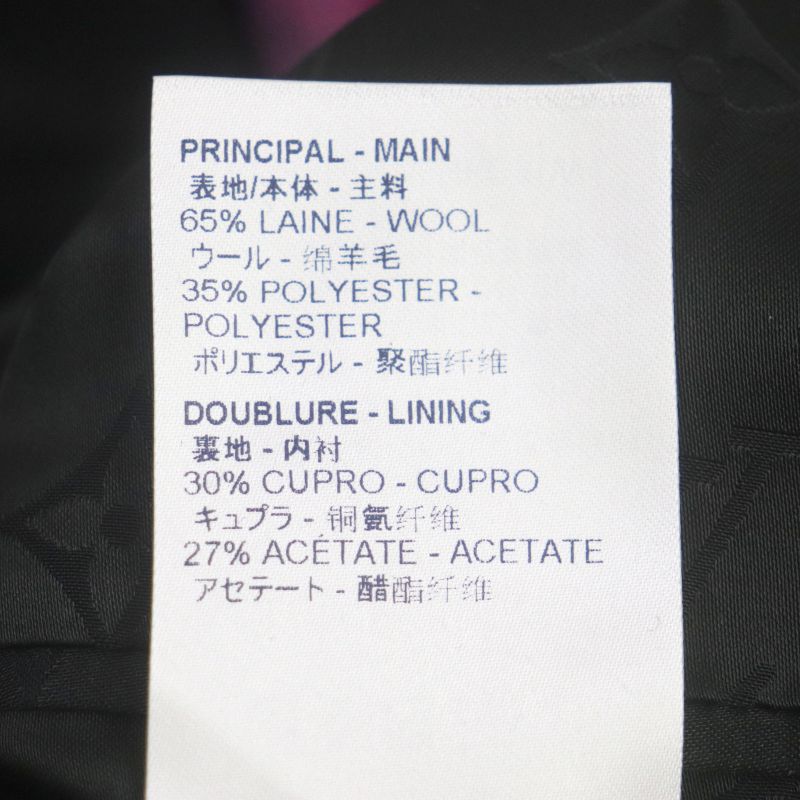 PRINCIPAL - MAIN
表地/本体 - 主料
65% LAINE - WOOL
ウール - 绵羊毛
35% POLYESTER -
POLYESTER
ポリエステル - 聚酯纤维
DOUBLURE - LINING
裏地 - 内衬
30% CUPRO - CUPRO
キュプラ - 铜氨纤维
27% ACÉTATE - ACETATE
アセテート - 醋酯纤维